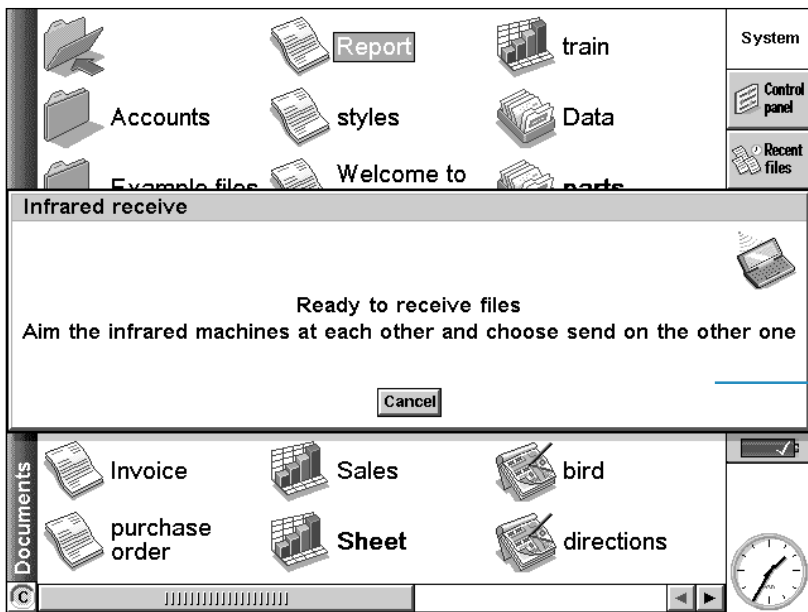 Report
train
System
Accounts
styles
Data
Control
panel
Recent
files
Example files
Welcome to
parts
Infrared receive
Ready to receive files
Aim the infrared machines at each other and choose send on the other one
Cancel
Documents
Invoice
Sales
bird
purchase
order
Sheet
directions
C